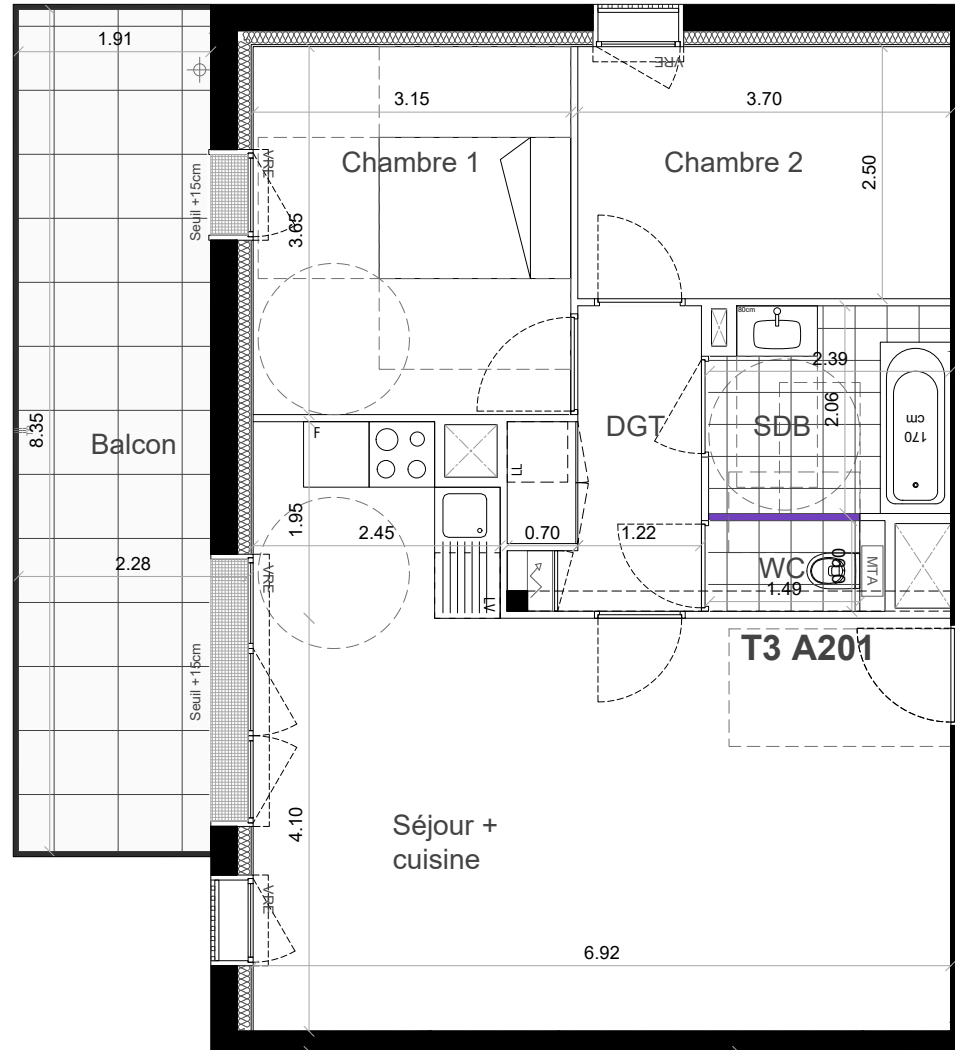 1.91
VRE
3.15
3.70
Chambre 1
Chambre 2
VRE
Seuil +15cm
3.65
2.50
80cm
2.39
2.06
8.35
Balcon
F
DGT
SDB
170
cm
LL
1.95
2.45
0.70
1.22
2.28
VRE
WC
0.90
MTA
1.49
LV
T3 A201
Seuil +15cm
4.10
Séjour +
cuisine
VRE
6.92